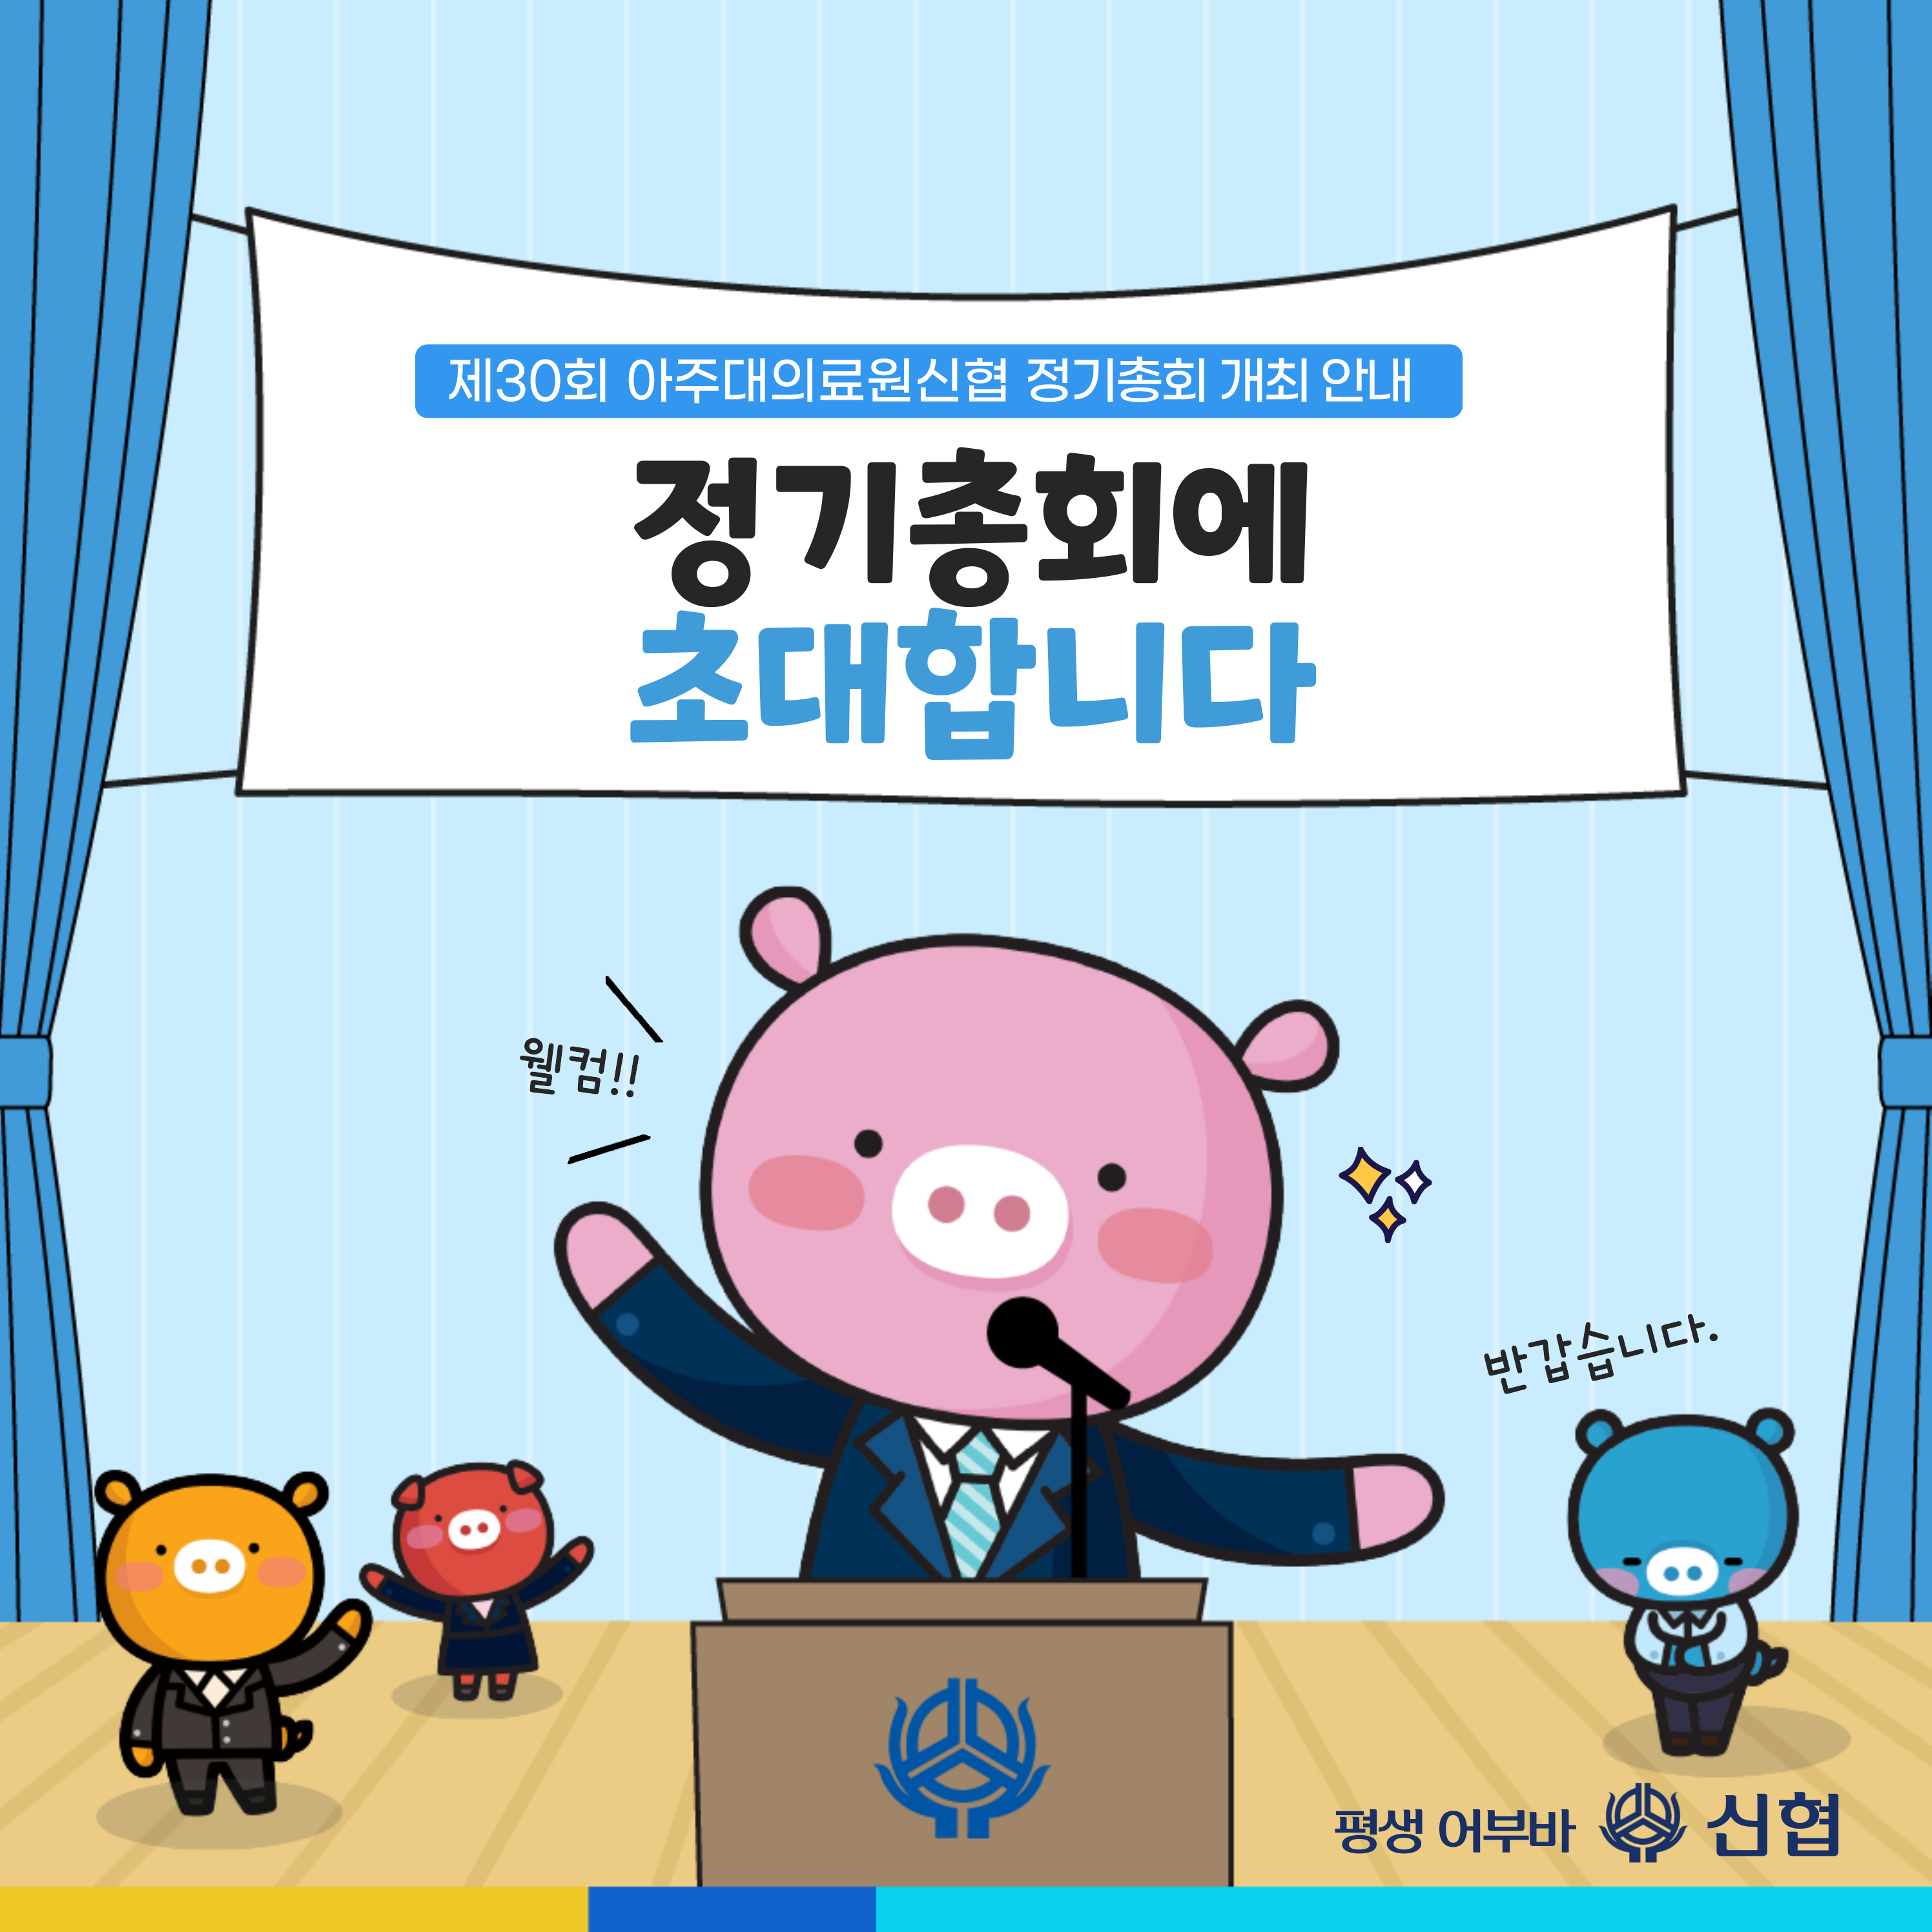 제30회 아주대의료원신협 정기총회 개최 안내
정기총회에
초대합니다
웰컴!!
반갑습니다.
평생 어부바 신협